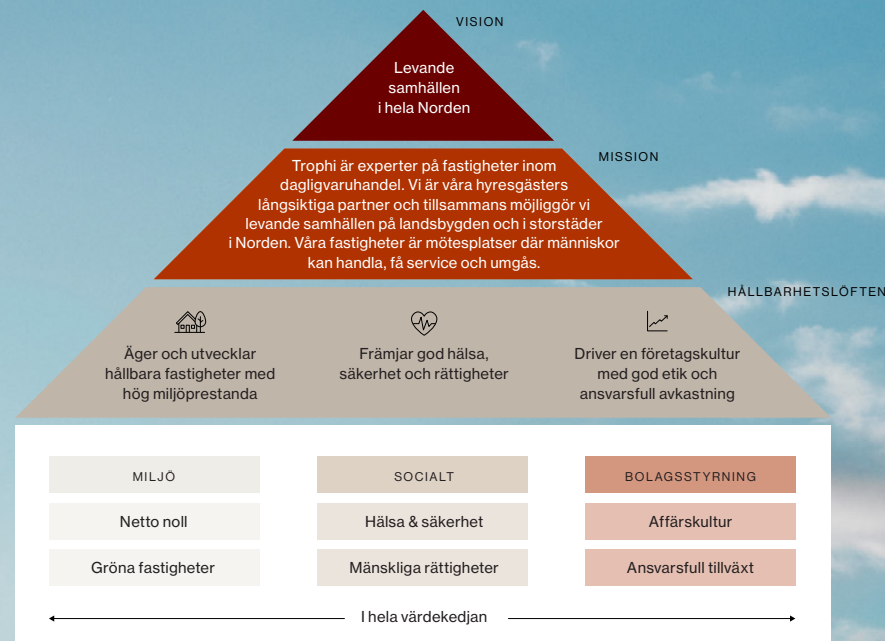 VISION
Levande
samhällen
i hela Norden
MISSION
Trophi är experter på fastigheter inom
dagligvaruhandel. Vi är våra hyresgästers
långsiktiga partner och tillsammans möjliggör vi
levande samhällen på landsbygden och i storstäder
i Norden. Våra fastigheter är mötesplatser där människor
kan handla, få service och umgås.
HÅLLBARHETSLÖFTEN
Äger och utvecklar
hållbara fastigheter med
hög miljöprestanda
Främjar god hälsa,
säkerhet och rättigheter
Driver en företagskultur
med god etik och
ansvarsfull avkastning
MILJÖ
Netto noll
Gröna fastigheter
SOCIALT
Hälsa & säkerhet
Mänskliga rättigheter
BOLAGSSTYRNING
Affärskultur
Ansvarsfull tillväxt
I hela värdekedjan